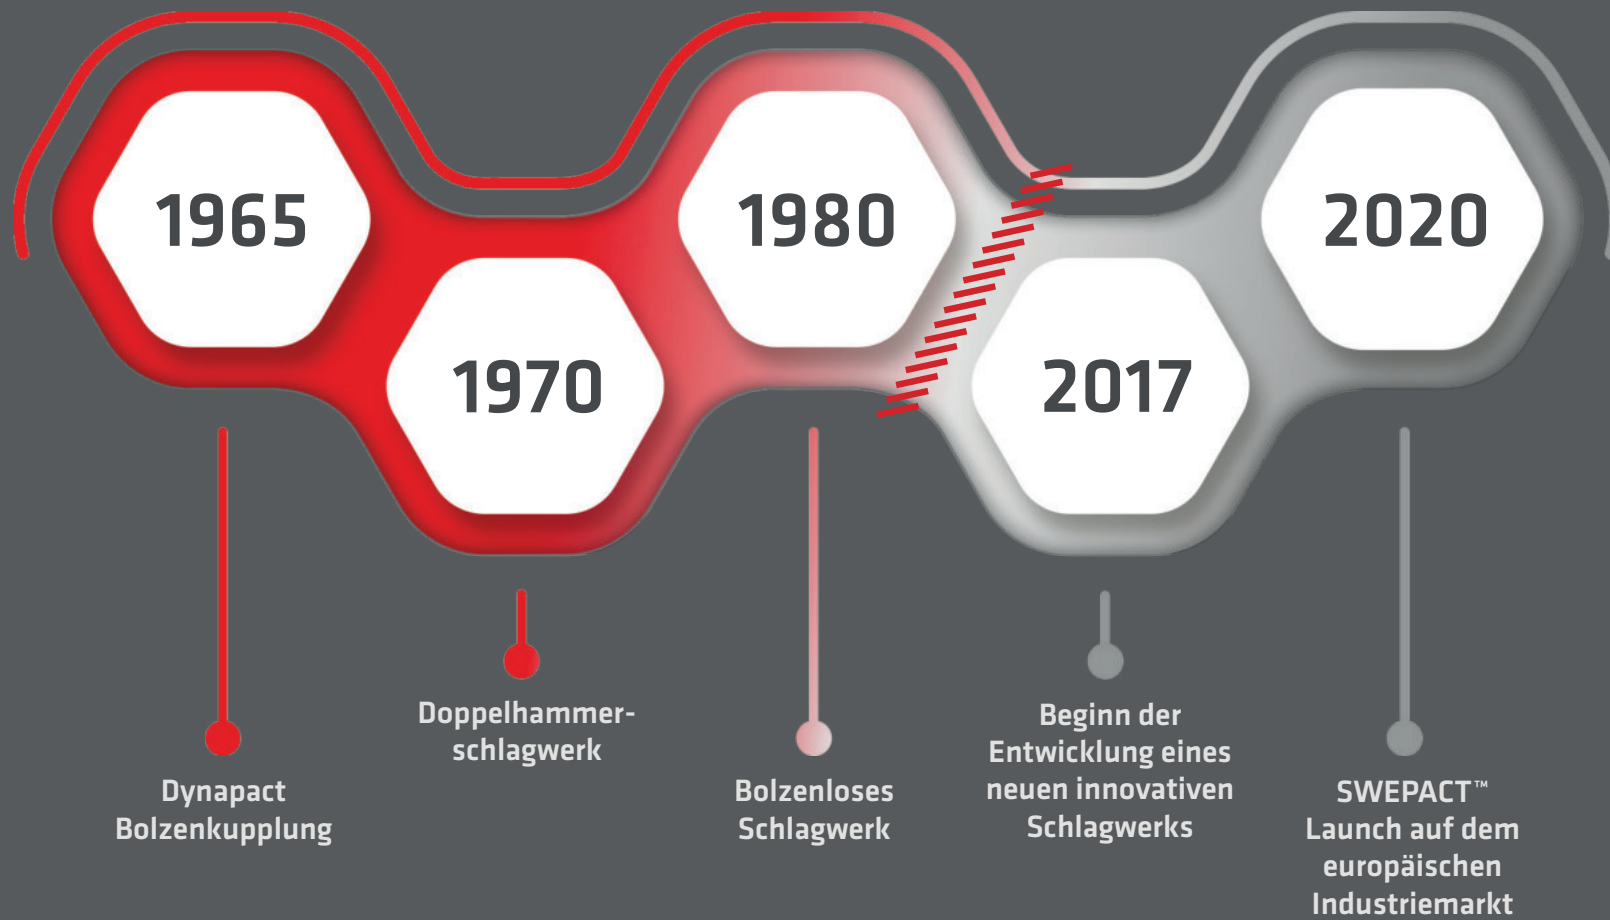 1965
Dynapact
Bolzenkupplung
1970
Doppelhammer-
schlagwerk
1980
Bolzenloses
Schlagwerk
2017
Beginn der
Entwicklung eines
neuen innovativen
Schlagwerks
2020
SWEPACT™
Launch auf dem
europäischen
Industriemarkt